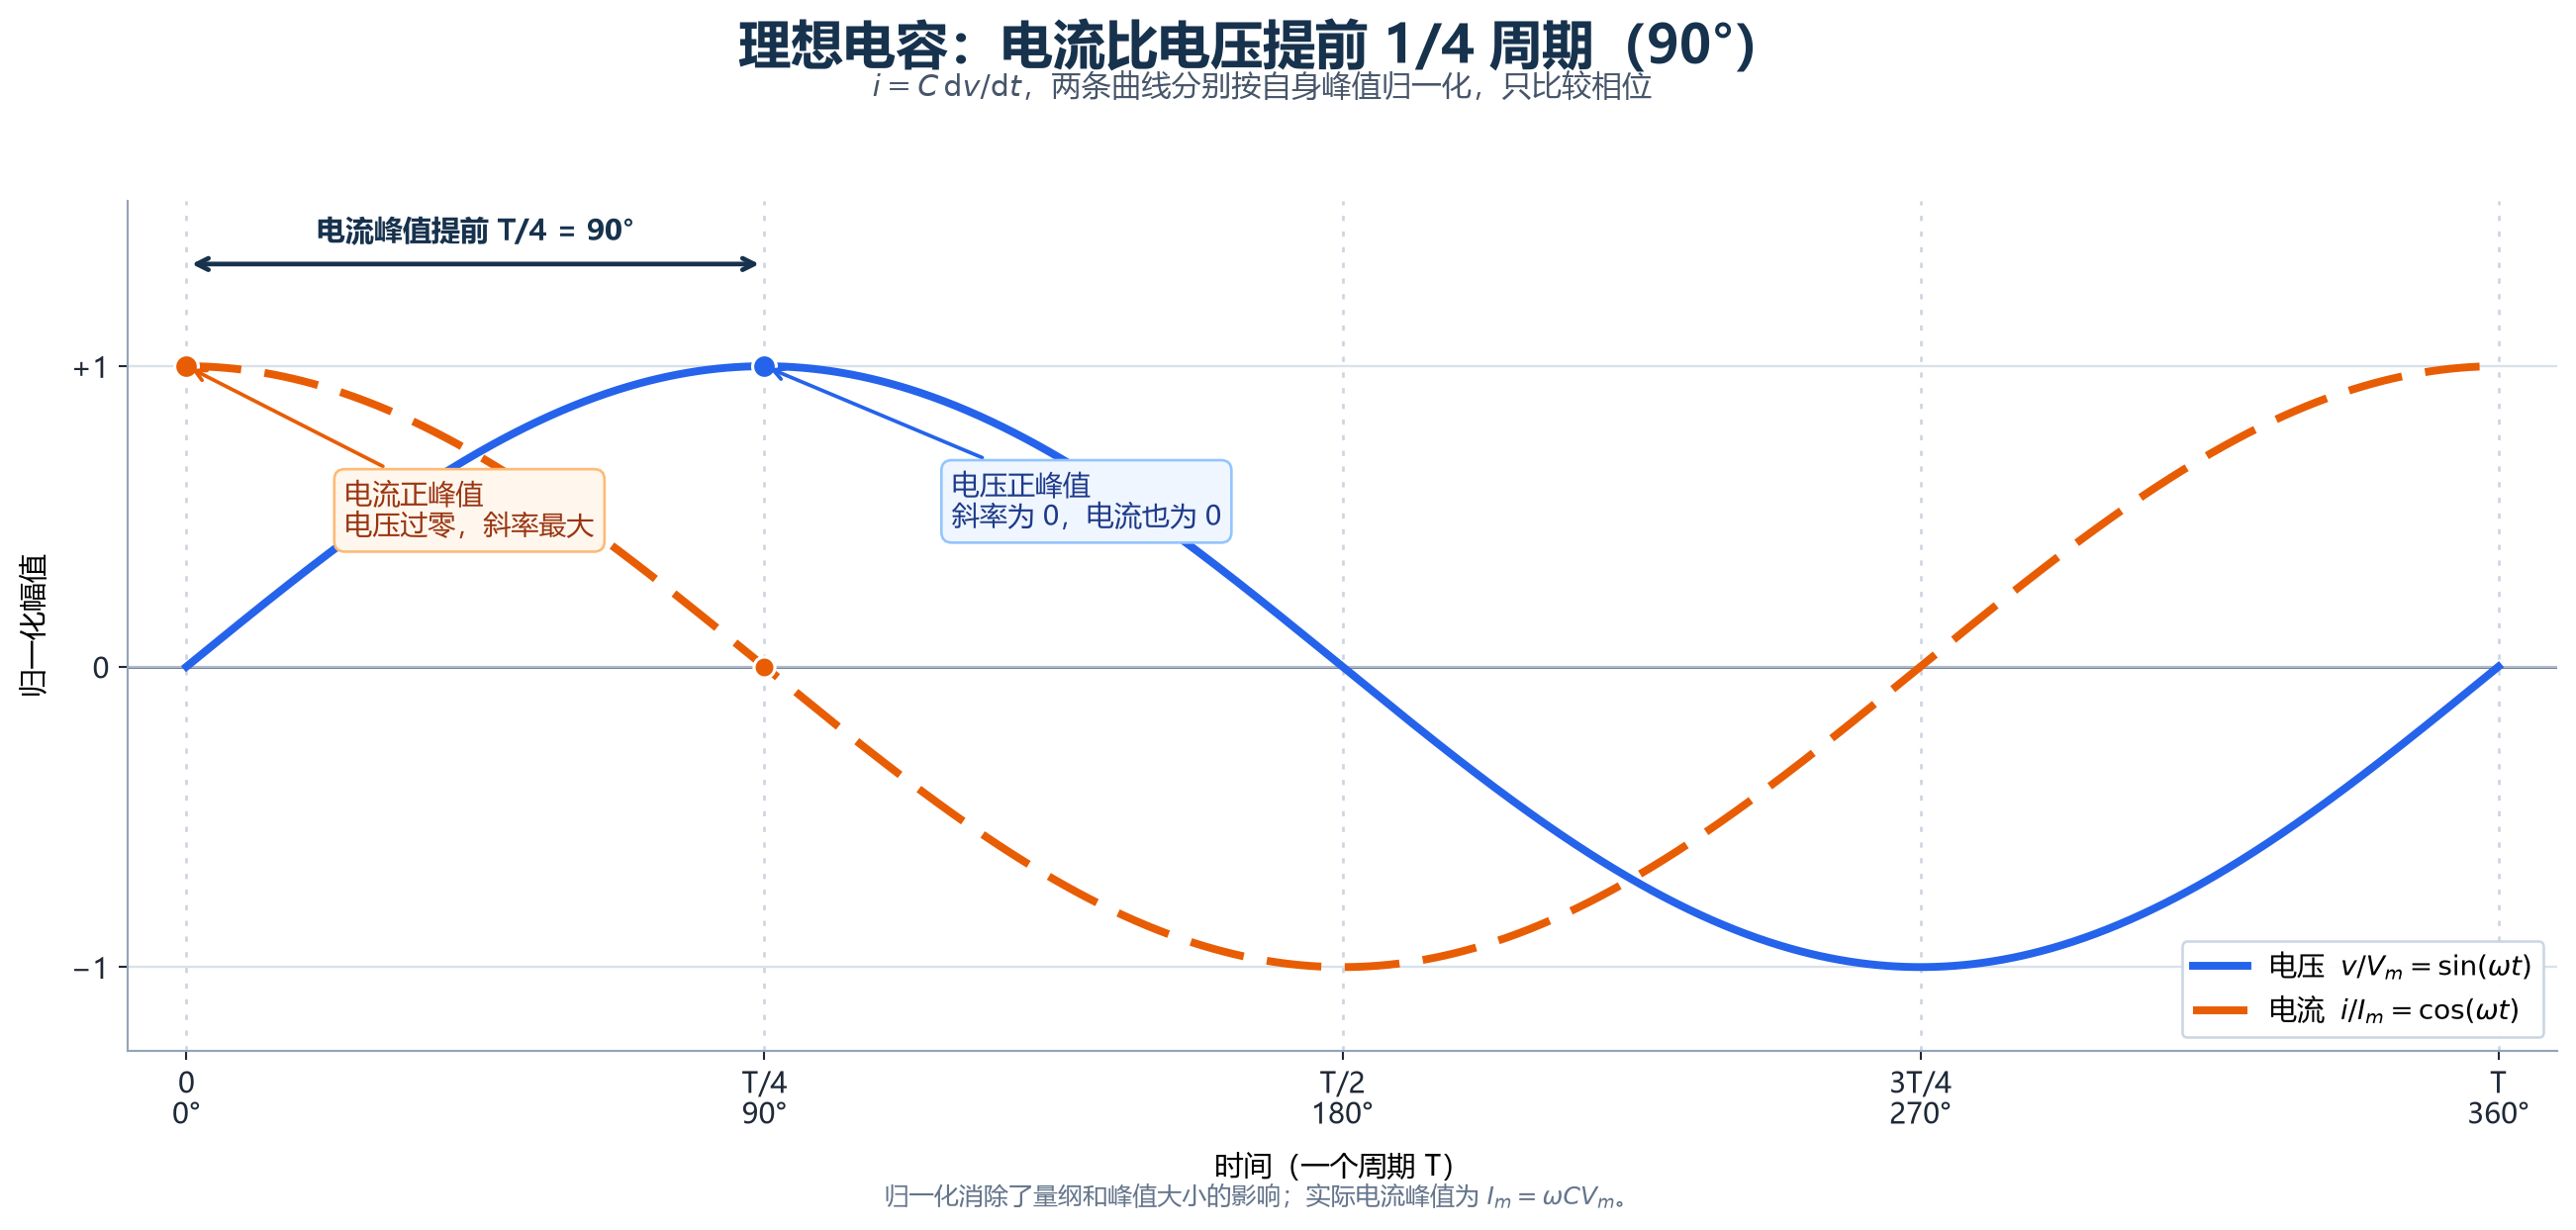 理想电容：电流比电压提前 1/4 周期（90°）
i = C dv/dt，两条曲线分别按自身峰值归一化，只比较相位
电流峰值提前 T/4 = 90°
+1
电流正峰值
电压过零，斜率最大
电压正峰值
斜率为 0，电流也为 0
归一化幅值
0
−1
电压 v/Vₘ = sin(ωt)
电流 i/Iₘ = cos(ωt)
0 T/4 T/2 3T/4 T
0° 90° 180° 270° 360°
时间（一个周期 T）
归一化消除了量纲和峰值大小的影响；实际电流峰值为 Iₘ = ωCVₘ。